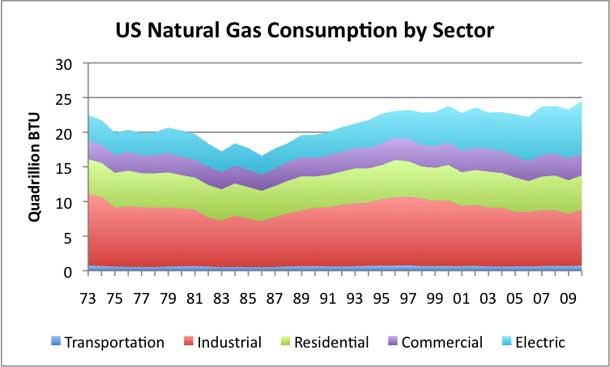 US Natural Gas Consumption by Sector
Quadrillion BTU
30
25
20
15
10
5
0
73 75 77 79 81 83 85 87 89 91 93 95 97 99 01 03 05 07 09
Transportation Industrial Residential Commercial Electric